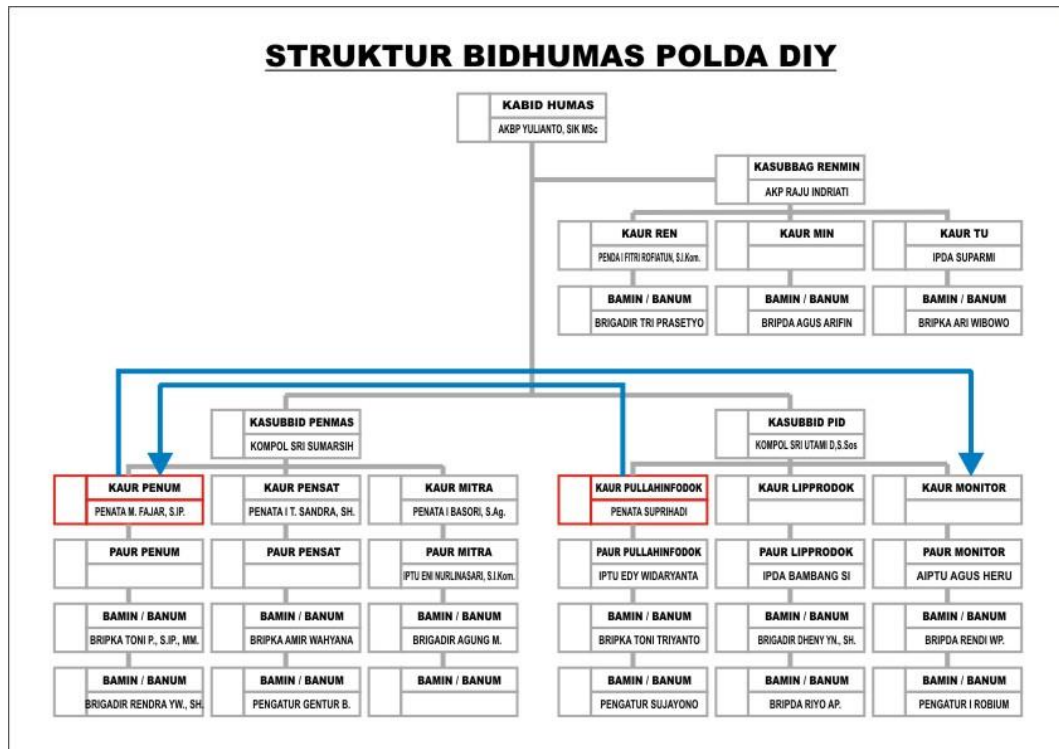 STRUKTUR BIDHUMAS POLDA DIY
KABID HUMAS
AKBP YULIANTO, SIK MSc
KASUBBAG RENMIN
AKP RAJU INDRIATI
KAUR REN
PENDA I FITRI ROFIATUN, S.I.Kom.
KAUR MIN
KAUR TU
IPDA SUPARMI
BAMIN / BANUM
BRIGADIR TRI PRASETYO
BAMIN / BANUM
BRIPDA AGUS ARIFIN
BAMIN / BANUM
BRIPKA ARI WIBOWO
KASUBBID PENMAS
KOMPOL SRI SUMARSIH
KASUBBID PID
KOMPOL SRI UTAMI D,S.Sos
KAUR PENUM
PENATA M. FAJAR, S.IP.
KAUR PENSAT
PENATA I T. SANDRA, SH.
KAUR MITRA
PENATA I BASORI, S.Ag.
KAUR PULLAHINFODOK
PENATA SUPRIHADI
KAUR LIPPRODOK
KAUR MONITOR
PAUR PENUM
PAUR PENSAT
PAUR MITRA
IPTU ENI NURLINASARI, S.I.Kom.
PAUR PULLAHINFODOK
IPTU EDY WIDARYANTA
PAUR LIPPRODOK
IPDA BAMBANG SI
PAUR MONITOR
AIPTU AGUS HERU
BAMIN / BANUM
BRIPKA TONI P., S.IP., MM.
BAMIN / BANUM
BRIPKA AMIR WAHYANA
BAMIN / BANUM
BRIGADIR AGUNG M.
BAMIN / BANUM
BRIPKA TONI TRIYANTO
BAMIN / BANUM
BRIGADIR DHENY YN., SH.
BAMIN / BANUM
BRIPDA RENDI WP.
BAMIN / BANUM
BRIGADIR RENDRA YW., SH.
BAMIN / BANUM
PENGATUR GENTUR B.
BAMIN / BANUM
BAMIN / BANUM
PENGATUR SUJAYONO
BAMIN / BANUM
BRIPDA RIYO AP.
BAMIN / BANUM
PENGATUR I ROBIUM